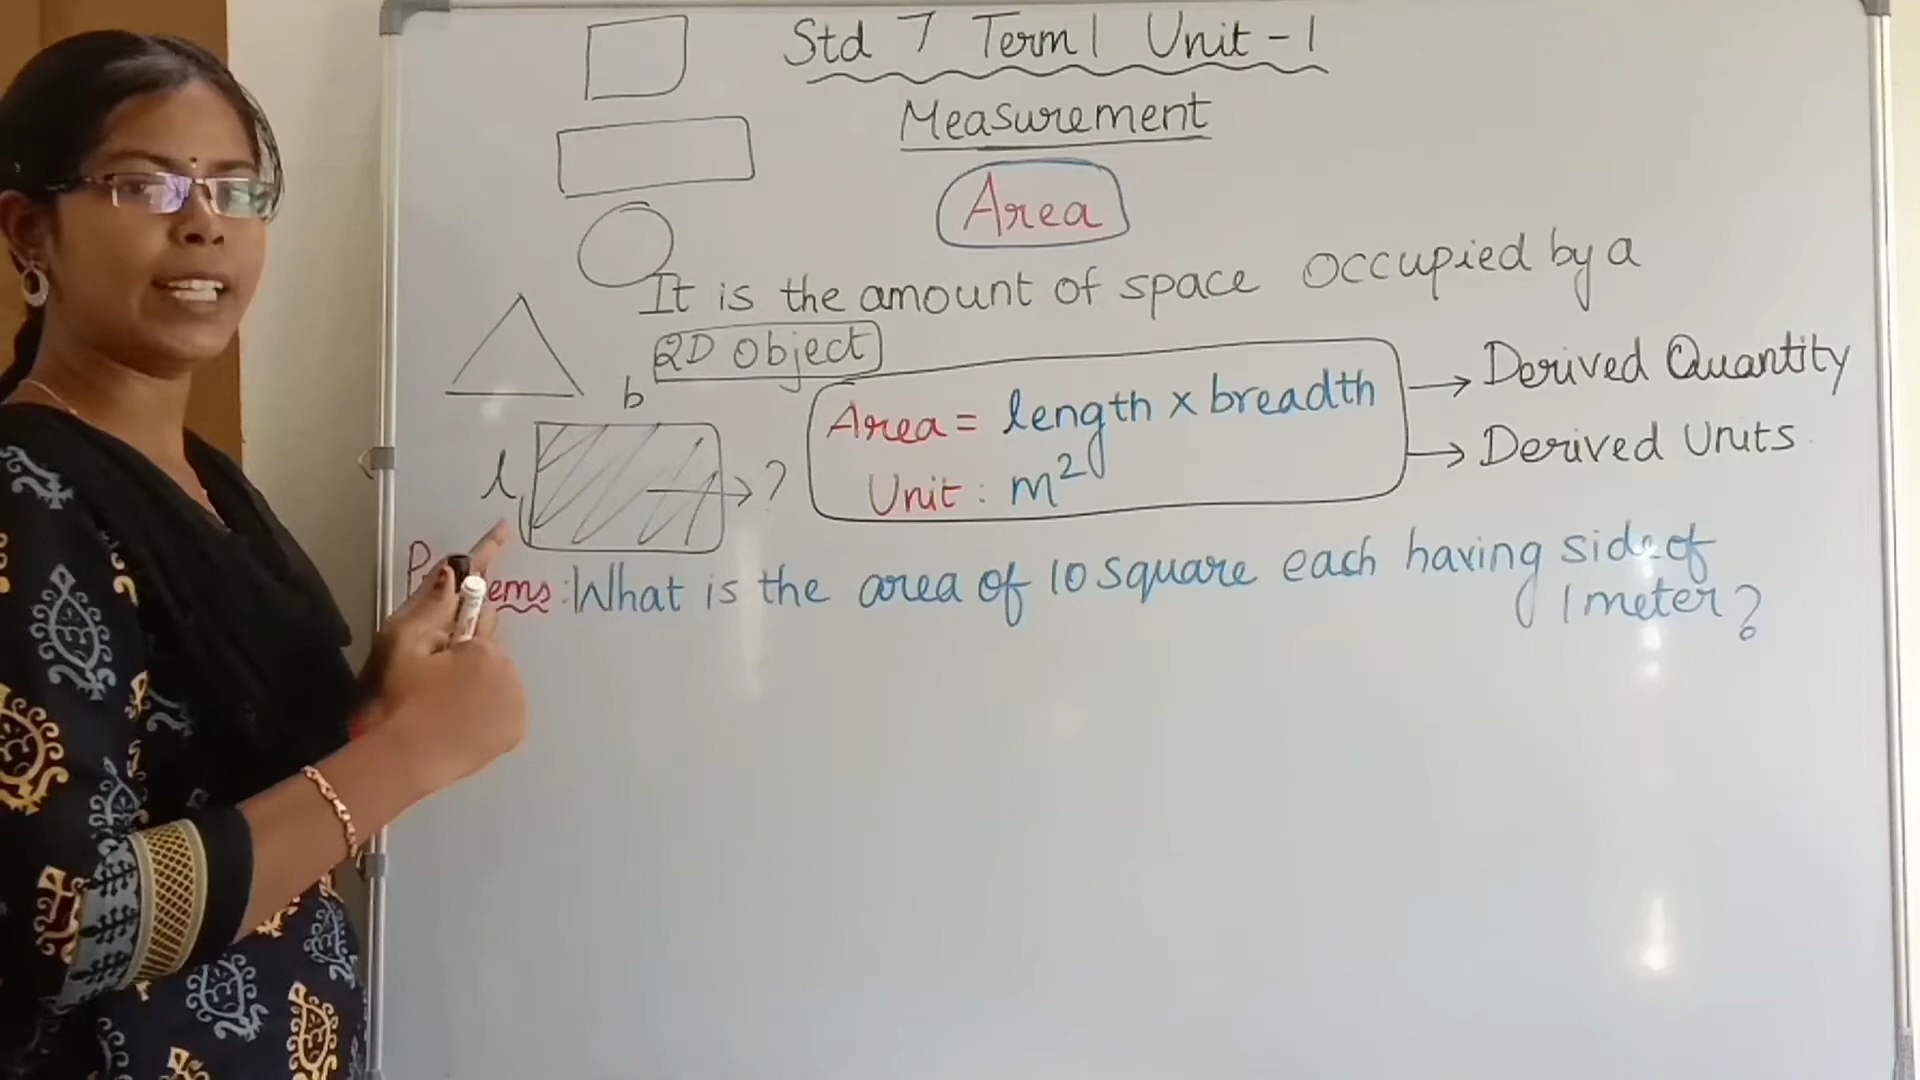 Std 7 Term 1 Unit - 1
Measurement
Area
It is the amount of space occupied by a
2D Object
b
l
?
Area = length x breadth
Unit : m²
→ Derived Quantity
→ Derived Units
What is the area of 10 square each having side of
1 meter?